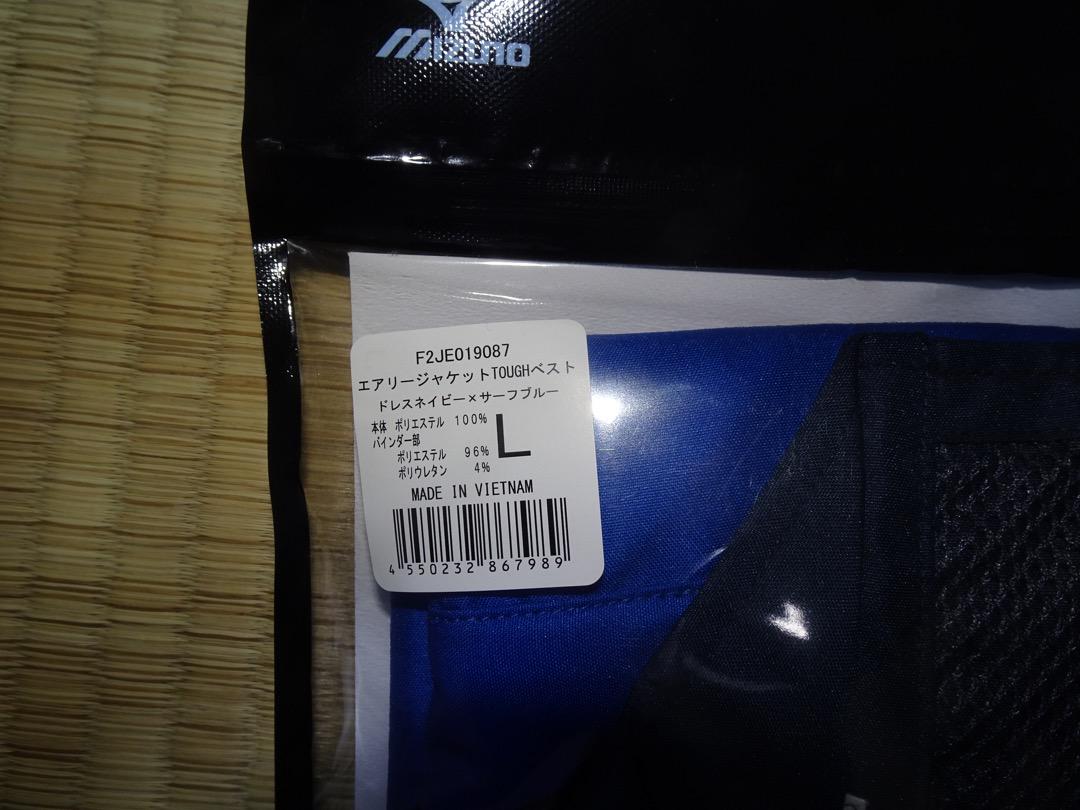 MIZUNO
F2JE019087
エアリージャケットTOUGHベスト
ドレスネイビー×サーフブルー
本体 ポリエステル 100%
L
バインダー部
ポリエステル 96%
ポリウレタン 4%
MADE IN VIETNAM
4 550232 867989